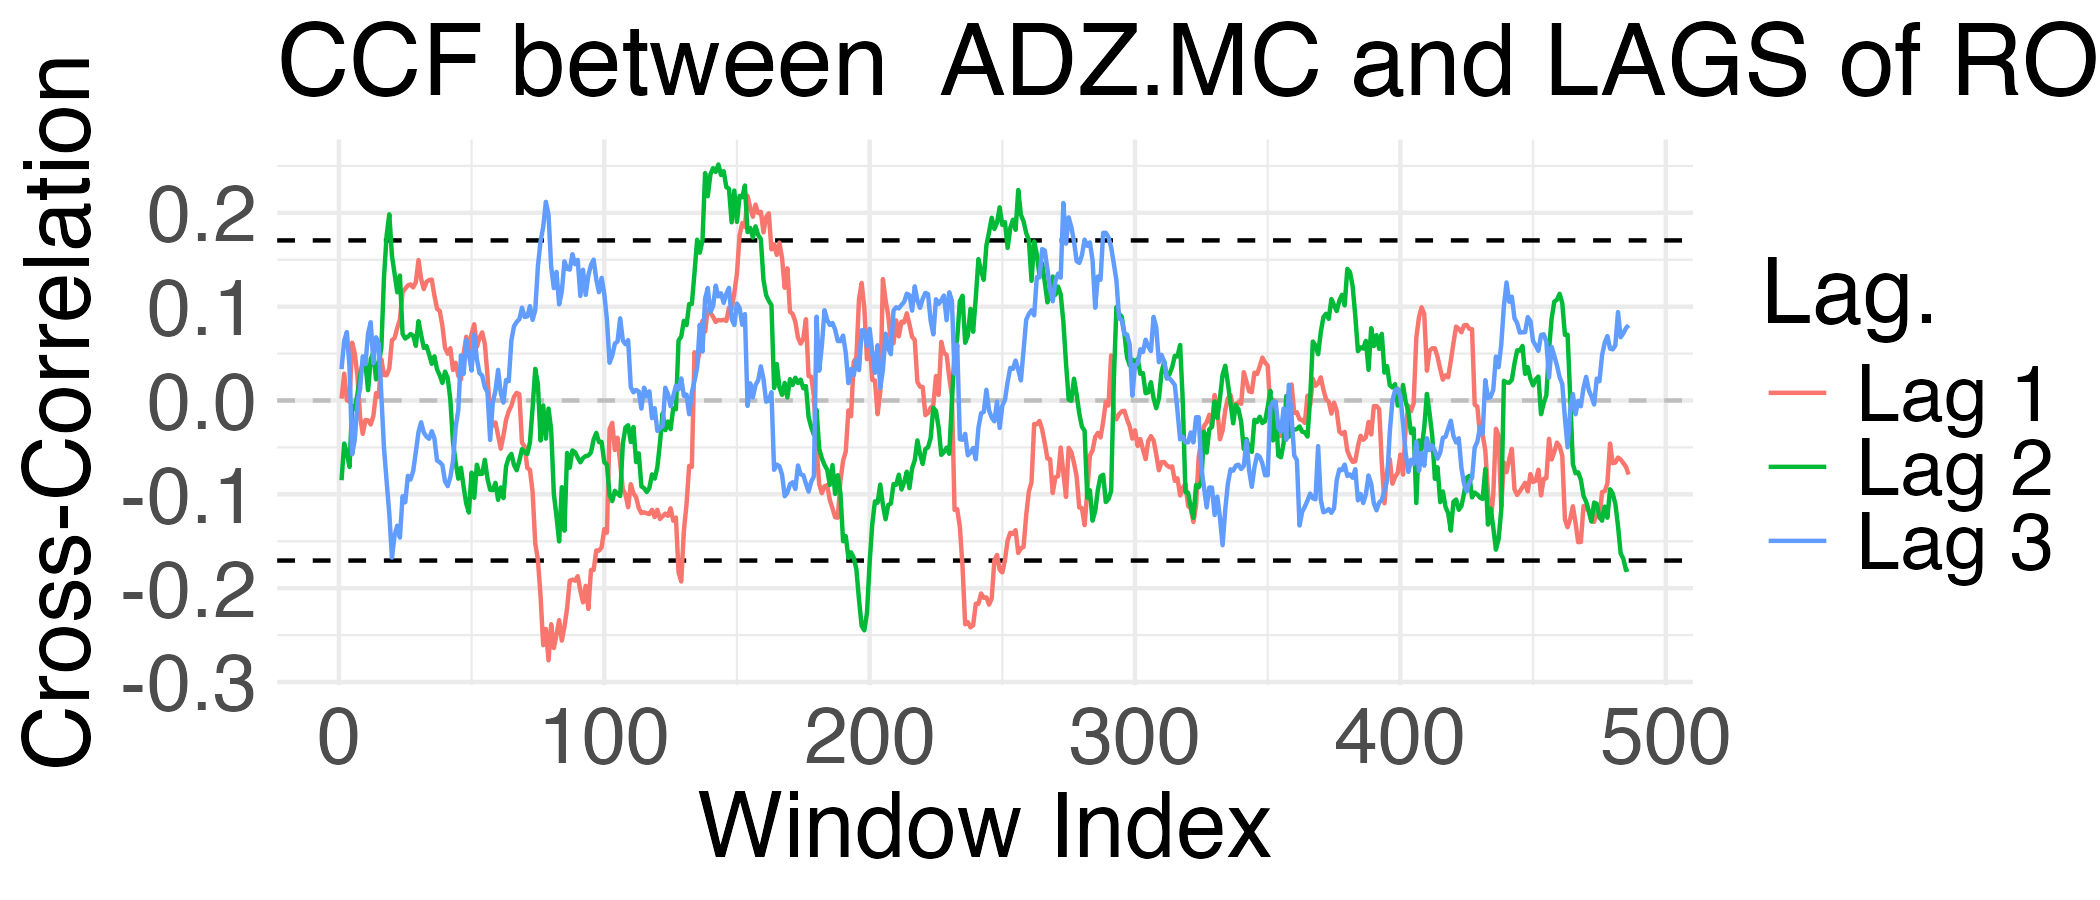 CCF between  ADZ.MC and LAGS of RO
Cross-Correlation
0.2
0.1
0.0
-0.1
-0.2
-0.3
0 100 200 300 400 500
Window Index
Lag.
Lag 1
Lag 2
Lag 3